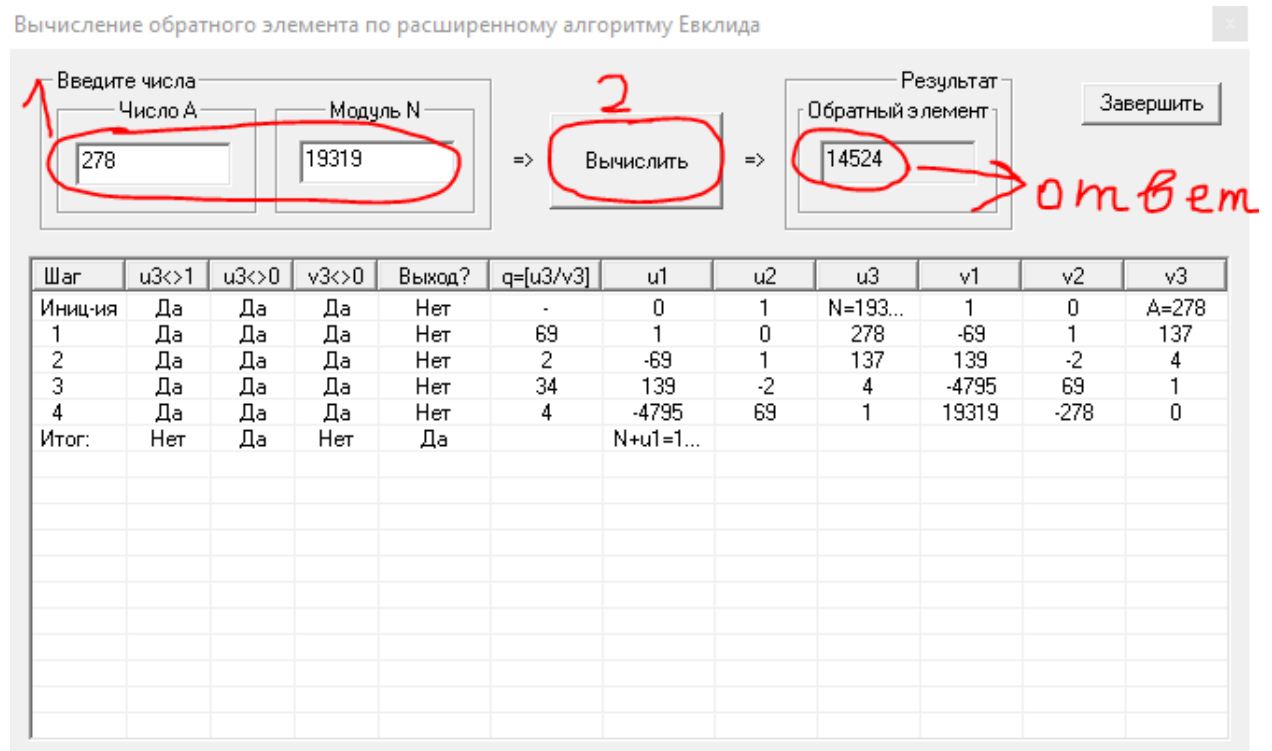 Вычисление обратного элемента по расширенному алгоритму Евклида x
Введите числа Результат
1 Число A Модуль N 2 Обратный элемент Завершить
278 19319 => Вычислить => 14524
ответ
Шаг u3<>1 u3<>0 v3<>0 Выход? q=[u3/v3] u1 u2 u3 v1 v2 v3
Иниц-ия Да Да Да Нет - 0 1 N=193... 1 0 A=278
1 Да Да Да Нет 69 1 0 278 -69 1 137
2 Да Да Да Нет 2 -69 1 137 139 -2 4
3 Да Да Да Нет 34 139 -2 4 -4795 69 1
4 Да Да Да Нет 4 -4795 69 1 19319 -278 0
Итог: Нет Да Нет Да N+u1=1...